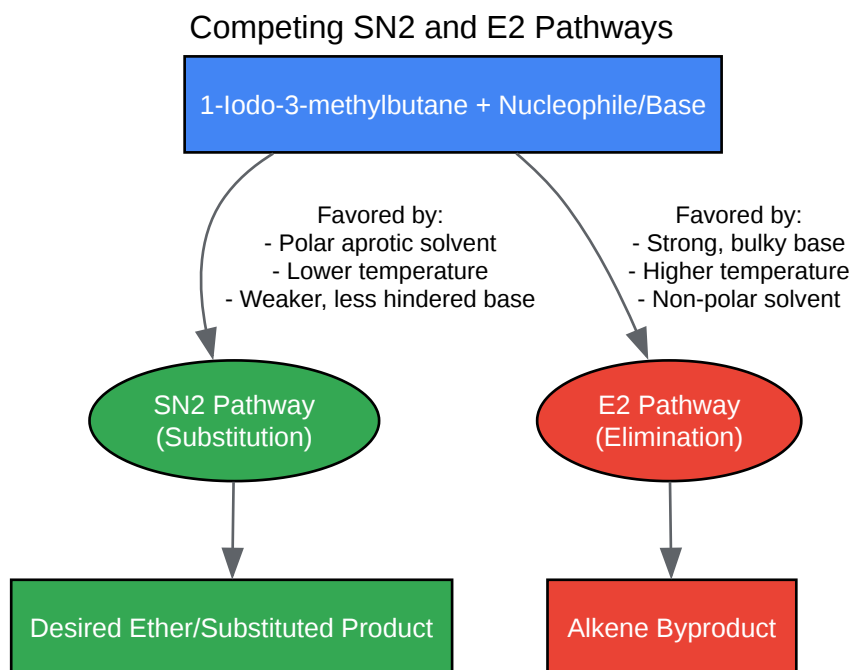 Competing SN2 and E2 Pathways
1-Iodo-3-methylbutane + Nucleophile/Base
Favored by:
- Polar aprotic solvent
- Lower temperature
- Weaker, less hindered base
Favored by:
- Strong, bulky base
- Higher temperature
- Non-polar solvent
SN2 Pathway
(Substitution)
E2 Pathway
(Elimination)
Desired Ether/Substituted Product
Alkene Byproduct